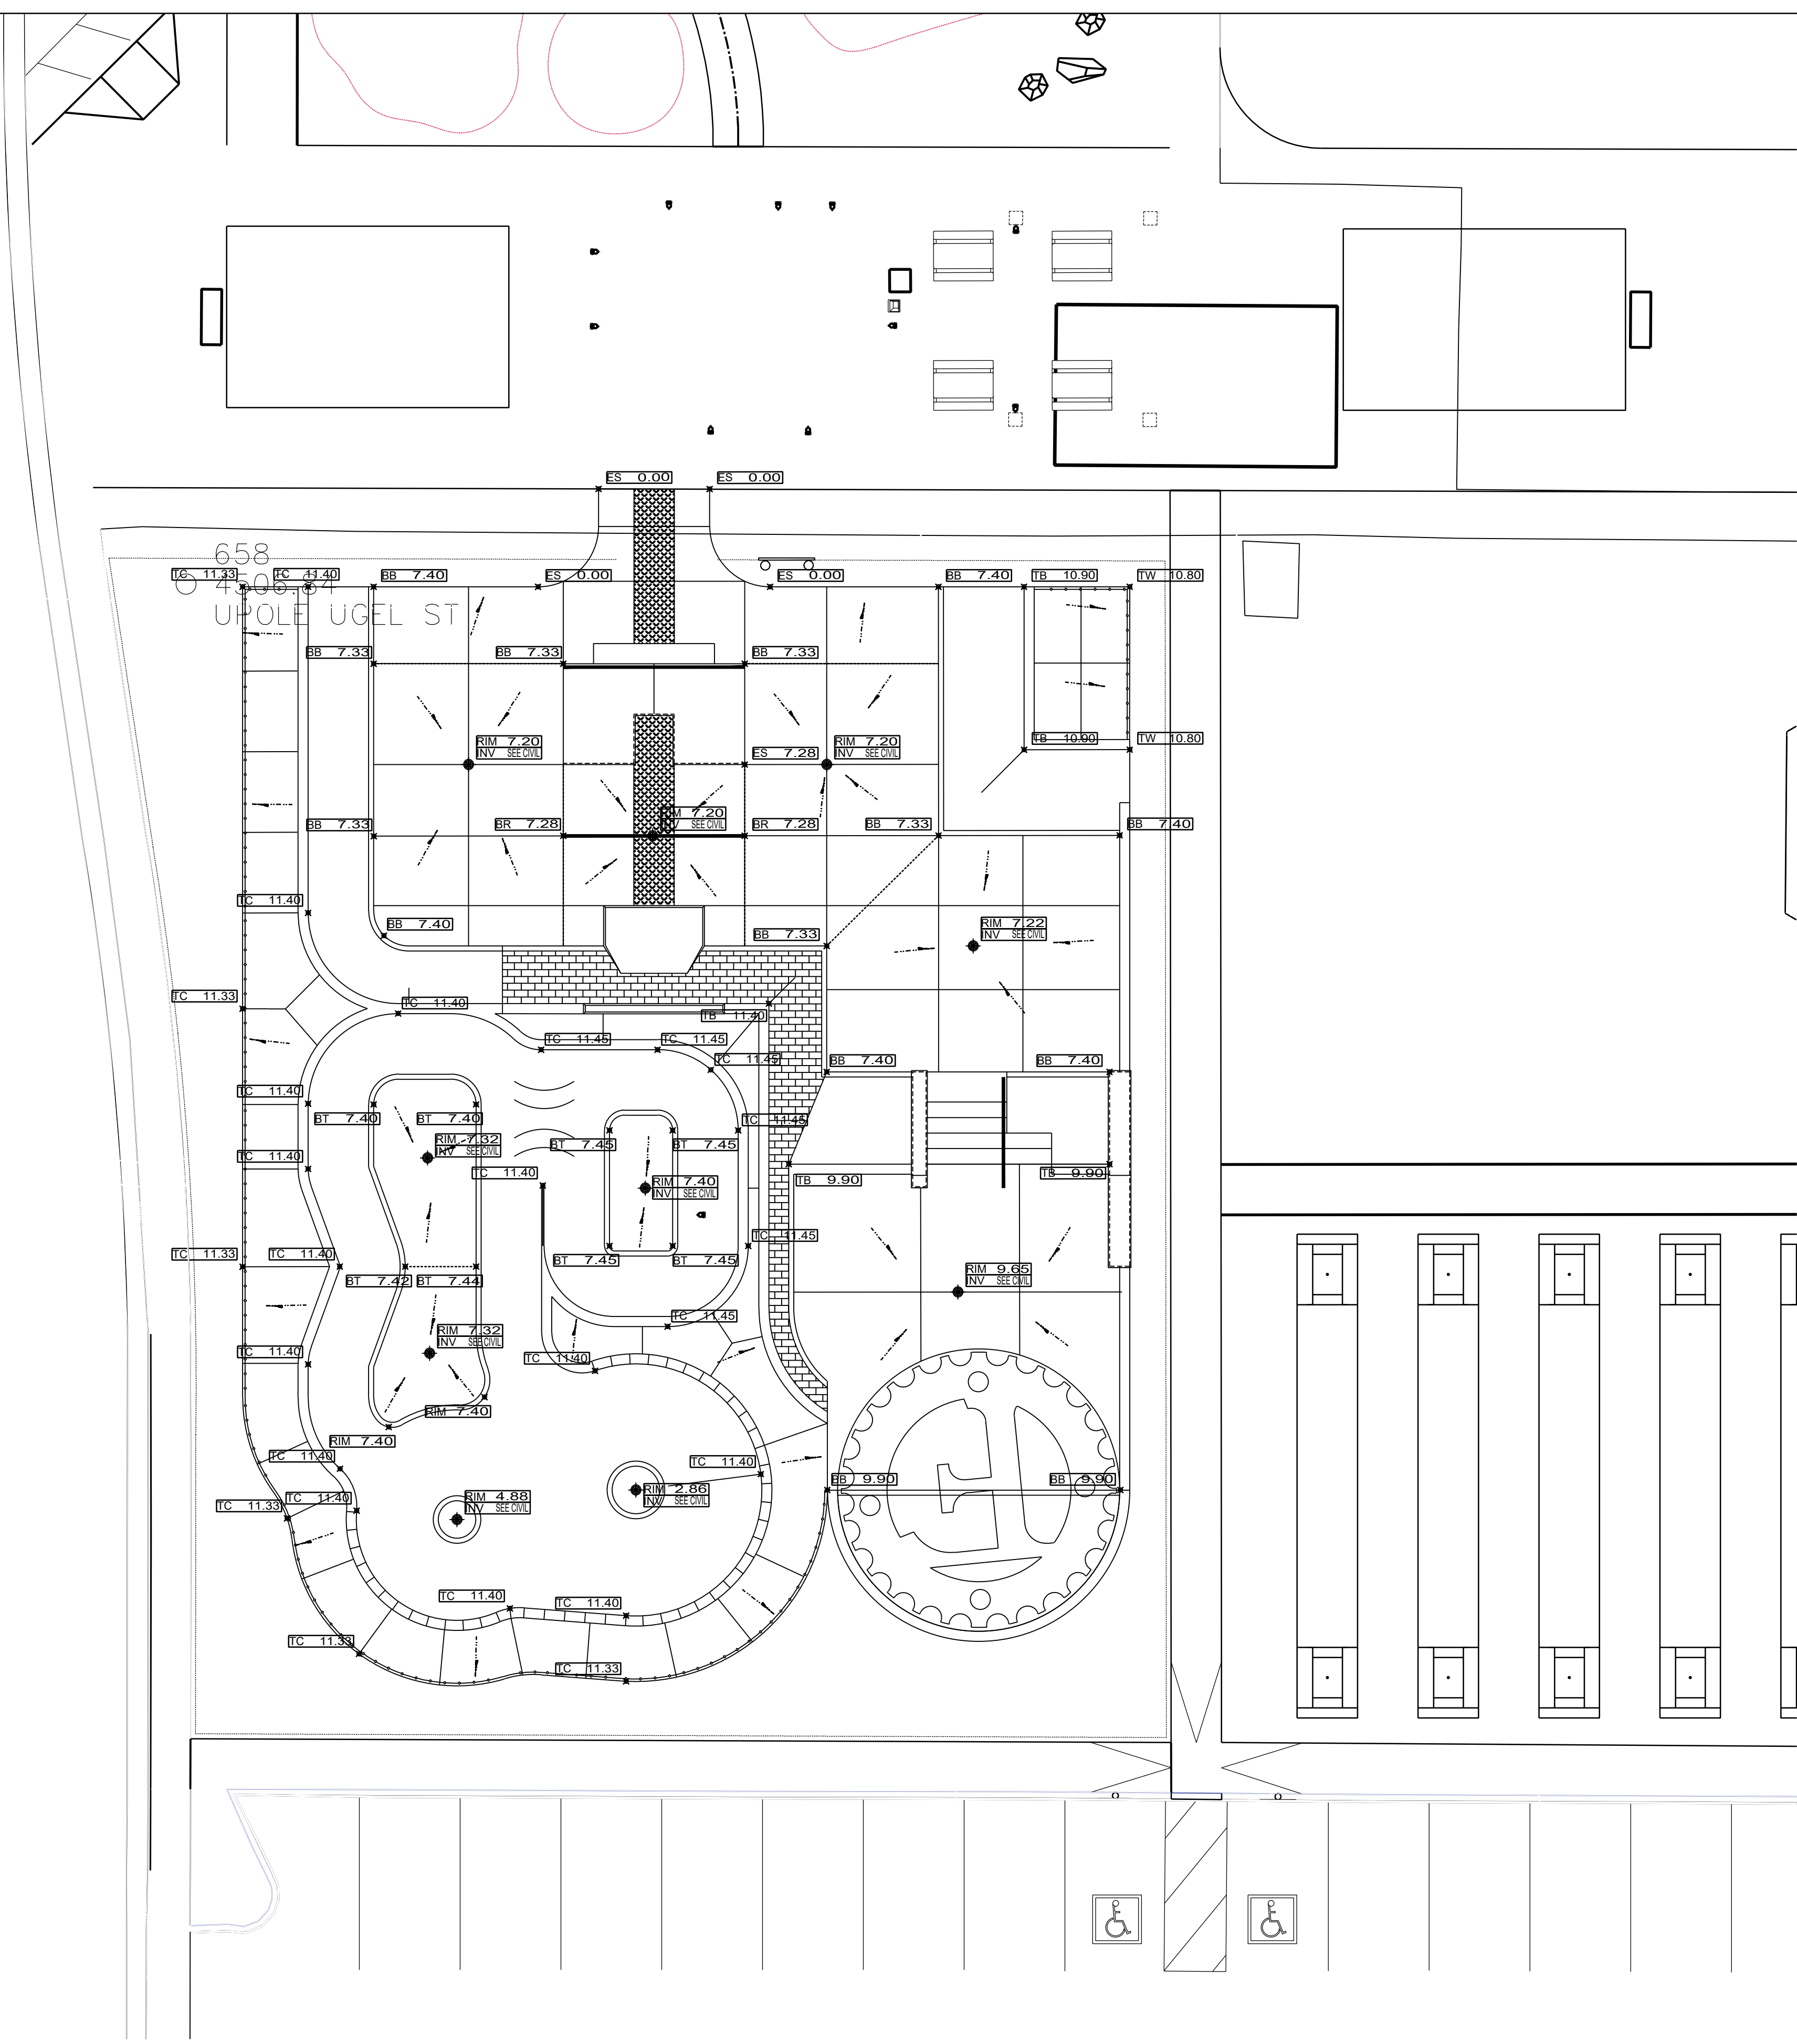 ES 0.00
ES 0.00
658
4506.84
UPOLE UGEL ST
TC 11.33
TC 11.40
BB 7.40
ES 0.00
ES 0.00
BB 7.40
TB 10.90
TW 10.80
BB 7.33
BB 7.33
BB 7.33
RIM 7.20
INV SEE CIVIL
ES 7.28
RIM 7.20
INV SEE CIVIL
TB 10.90
TW 10.80
RIM 7.20
INV SEE CIVIL
BB 7.33
BR 7.28
BR 7.28
BB 7.33
BB 7.40
TC 11.40
BB 7.40
BB 7.33
RIM 7.22
INV SEE CIVIL
TC 11.33
TC 11.40
TB 11.40
TC 11.45
TC 11.45
TC 11.45
BB 7.40
BB 7.40
TC 11.40
BT 7.40
BT 7.40
TC 11.45
RIM 7.32
INV SEE CIVIL
BT 7.45
BT 7.45
TC 11.40
TC 11.40
RIM 7.40
INV SEE CIVIL
TB 9.90
TB 9.90
TC 11.45
TC 11.33
TC 11.40
BT 7.45
BT 7.45
BT 7.42
BT 7.44
RIM 9.65
INV SEE CIVIL
TC 11.45
RIM 7.32
INV SEE CIVIL
TC 11.40
TC 11.40
RIM 7.40
RIM 7.40
TC 11.40
TC 11.40
BB 9.90
BB 9.90
RIM 2.86
INV SEE CIVIL
RIM 4.88
INV SEE CIVIL
TC 11.40
TC 11.33
TC 11.40
TC 11.40
TC 11.33
TC 11.33